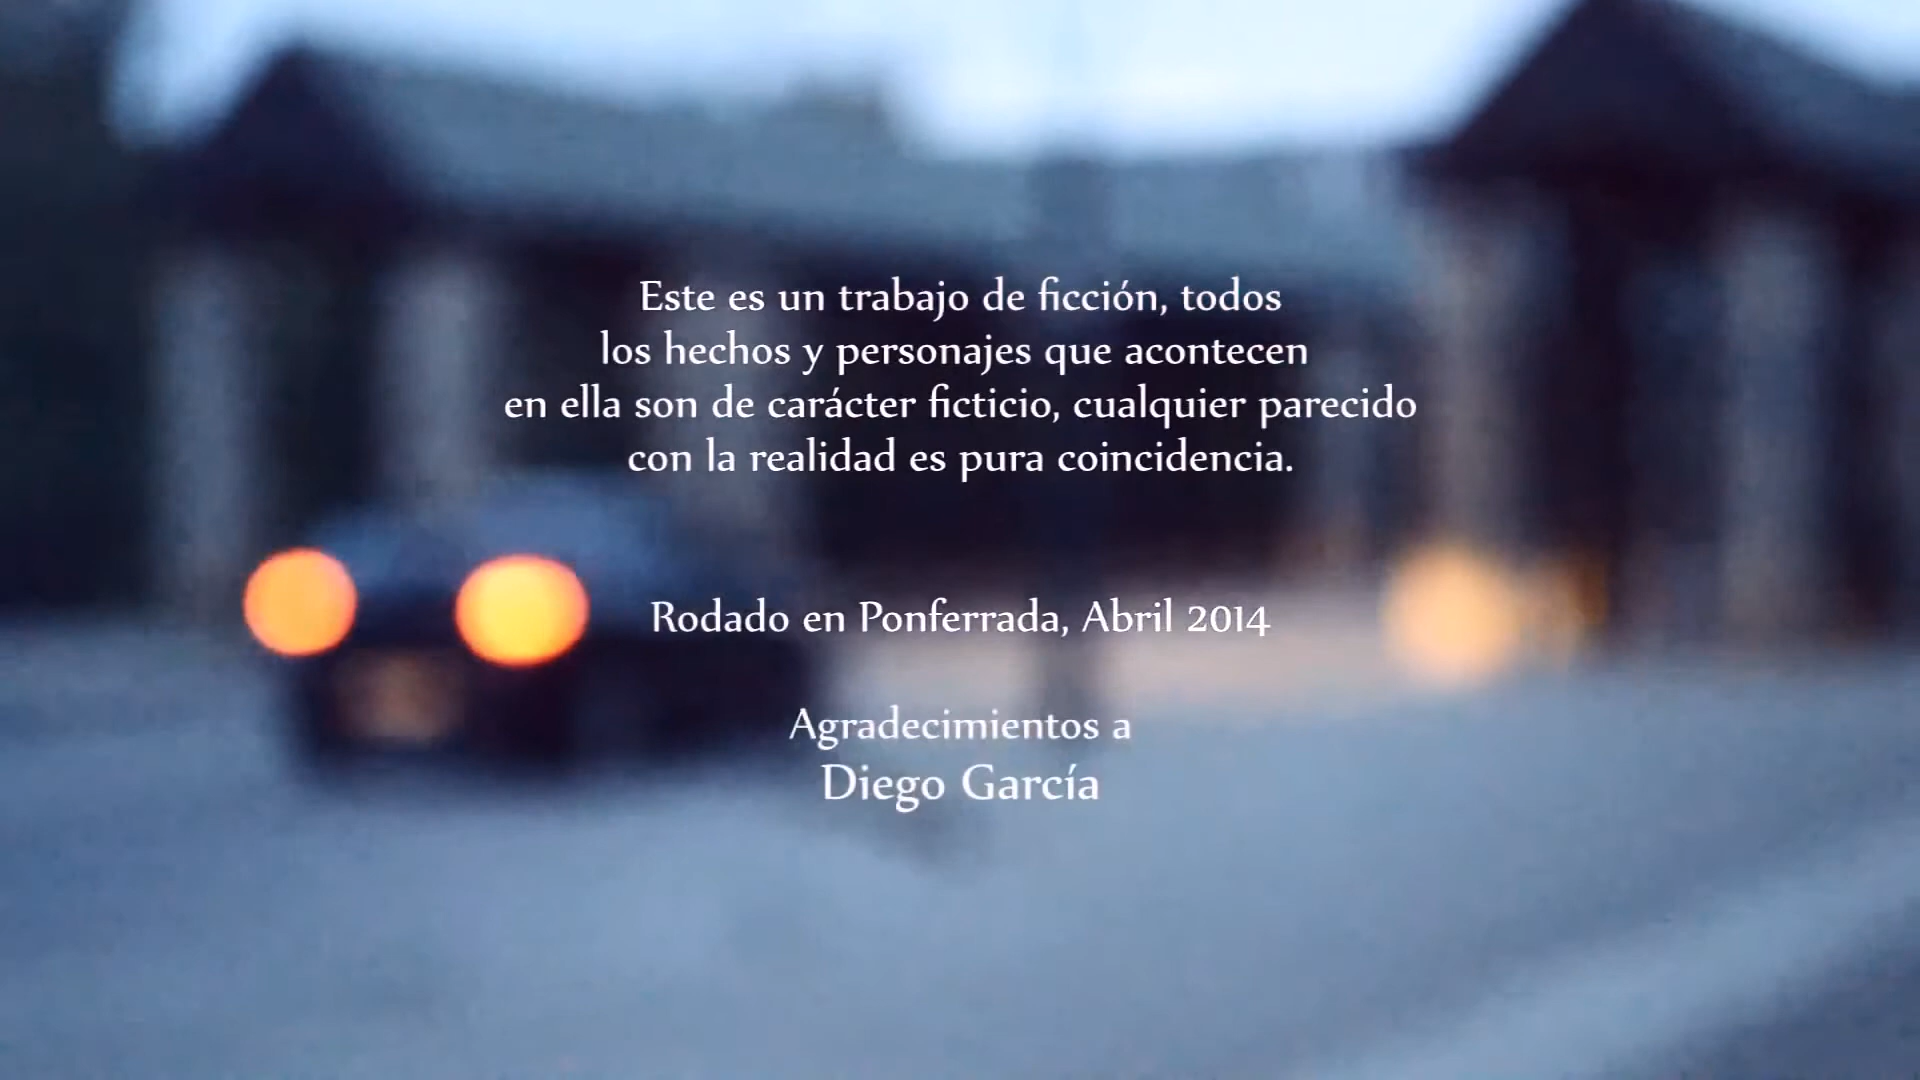 Este es un trabajo de ficción, todos
los hechos y personajes que acontecen
en ella son de carácter ficticio, cualquier parecido
con la realidad es pura coincidencia.
Rodado en Ponferrada, Abril 2014
Agradecimientos a
Diego García